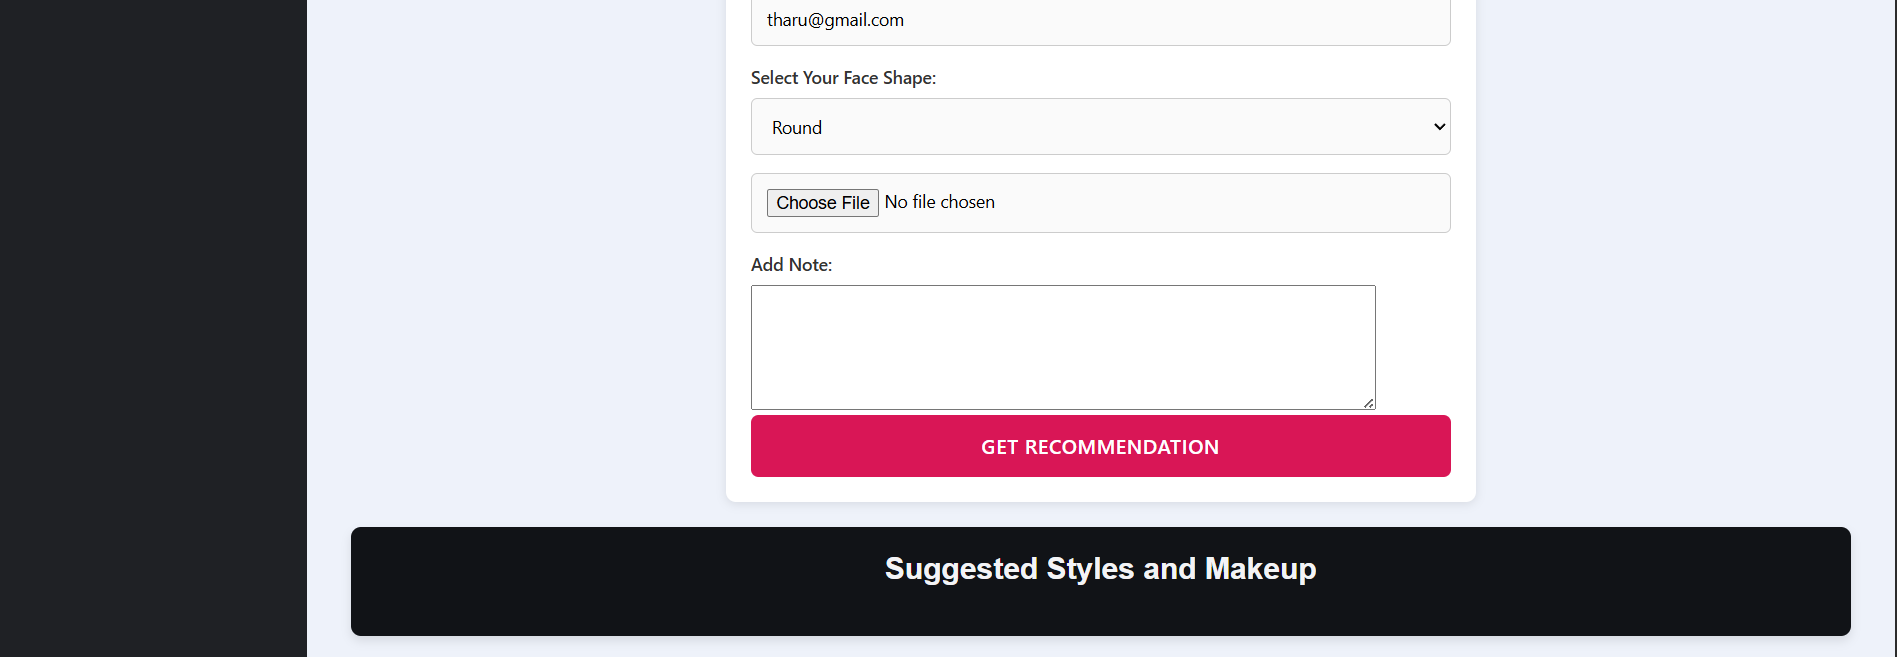 tharu@gmail.com
Select Your Face Shape:
Round
Choose File No file chosen
Add Note:
GET RECOMMENDATION
Suggested Styles and Makeup